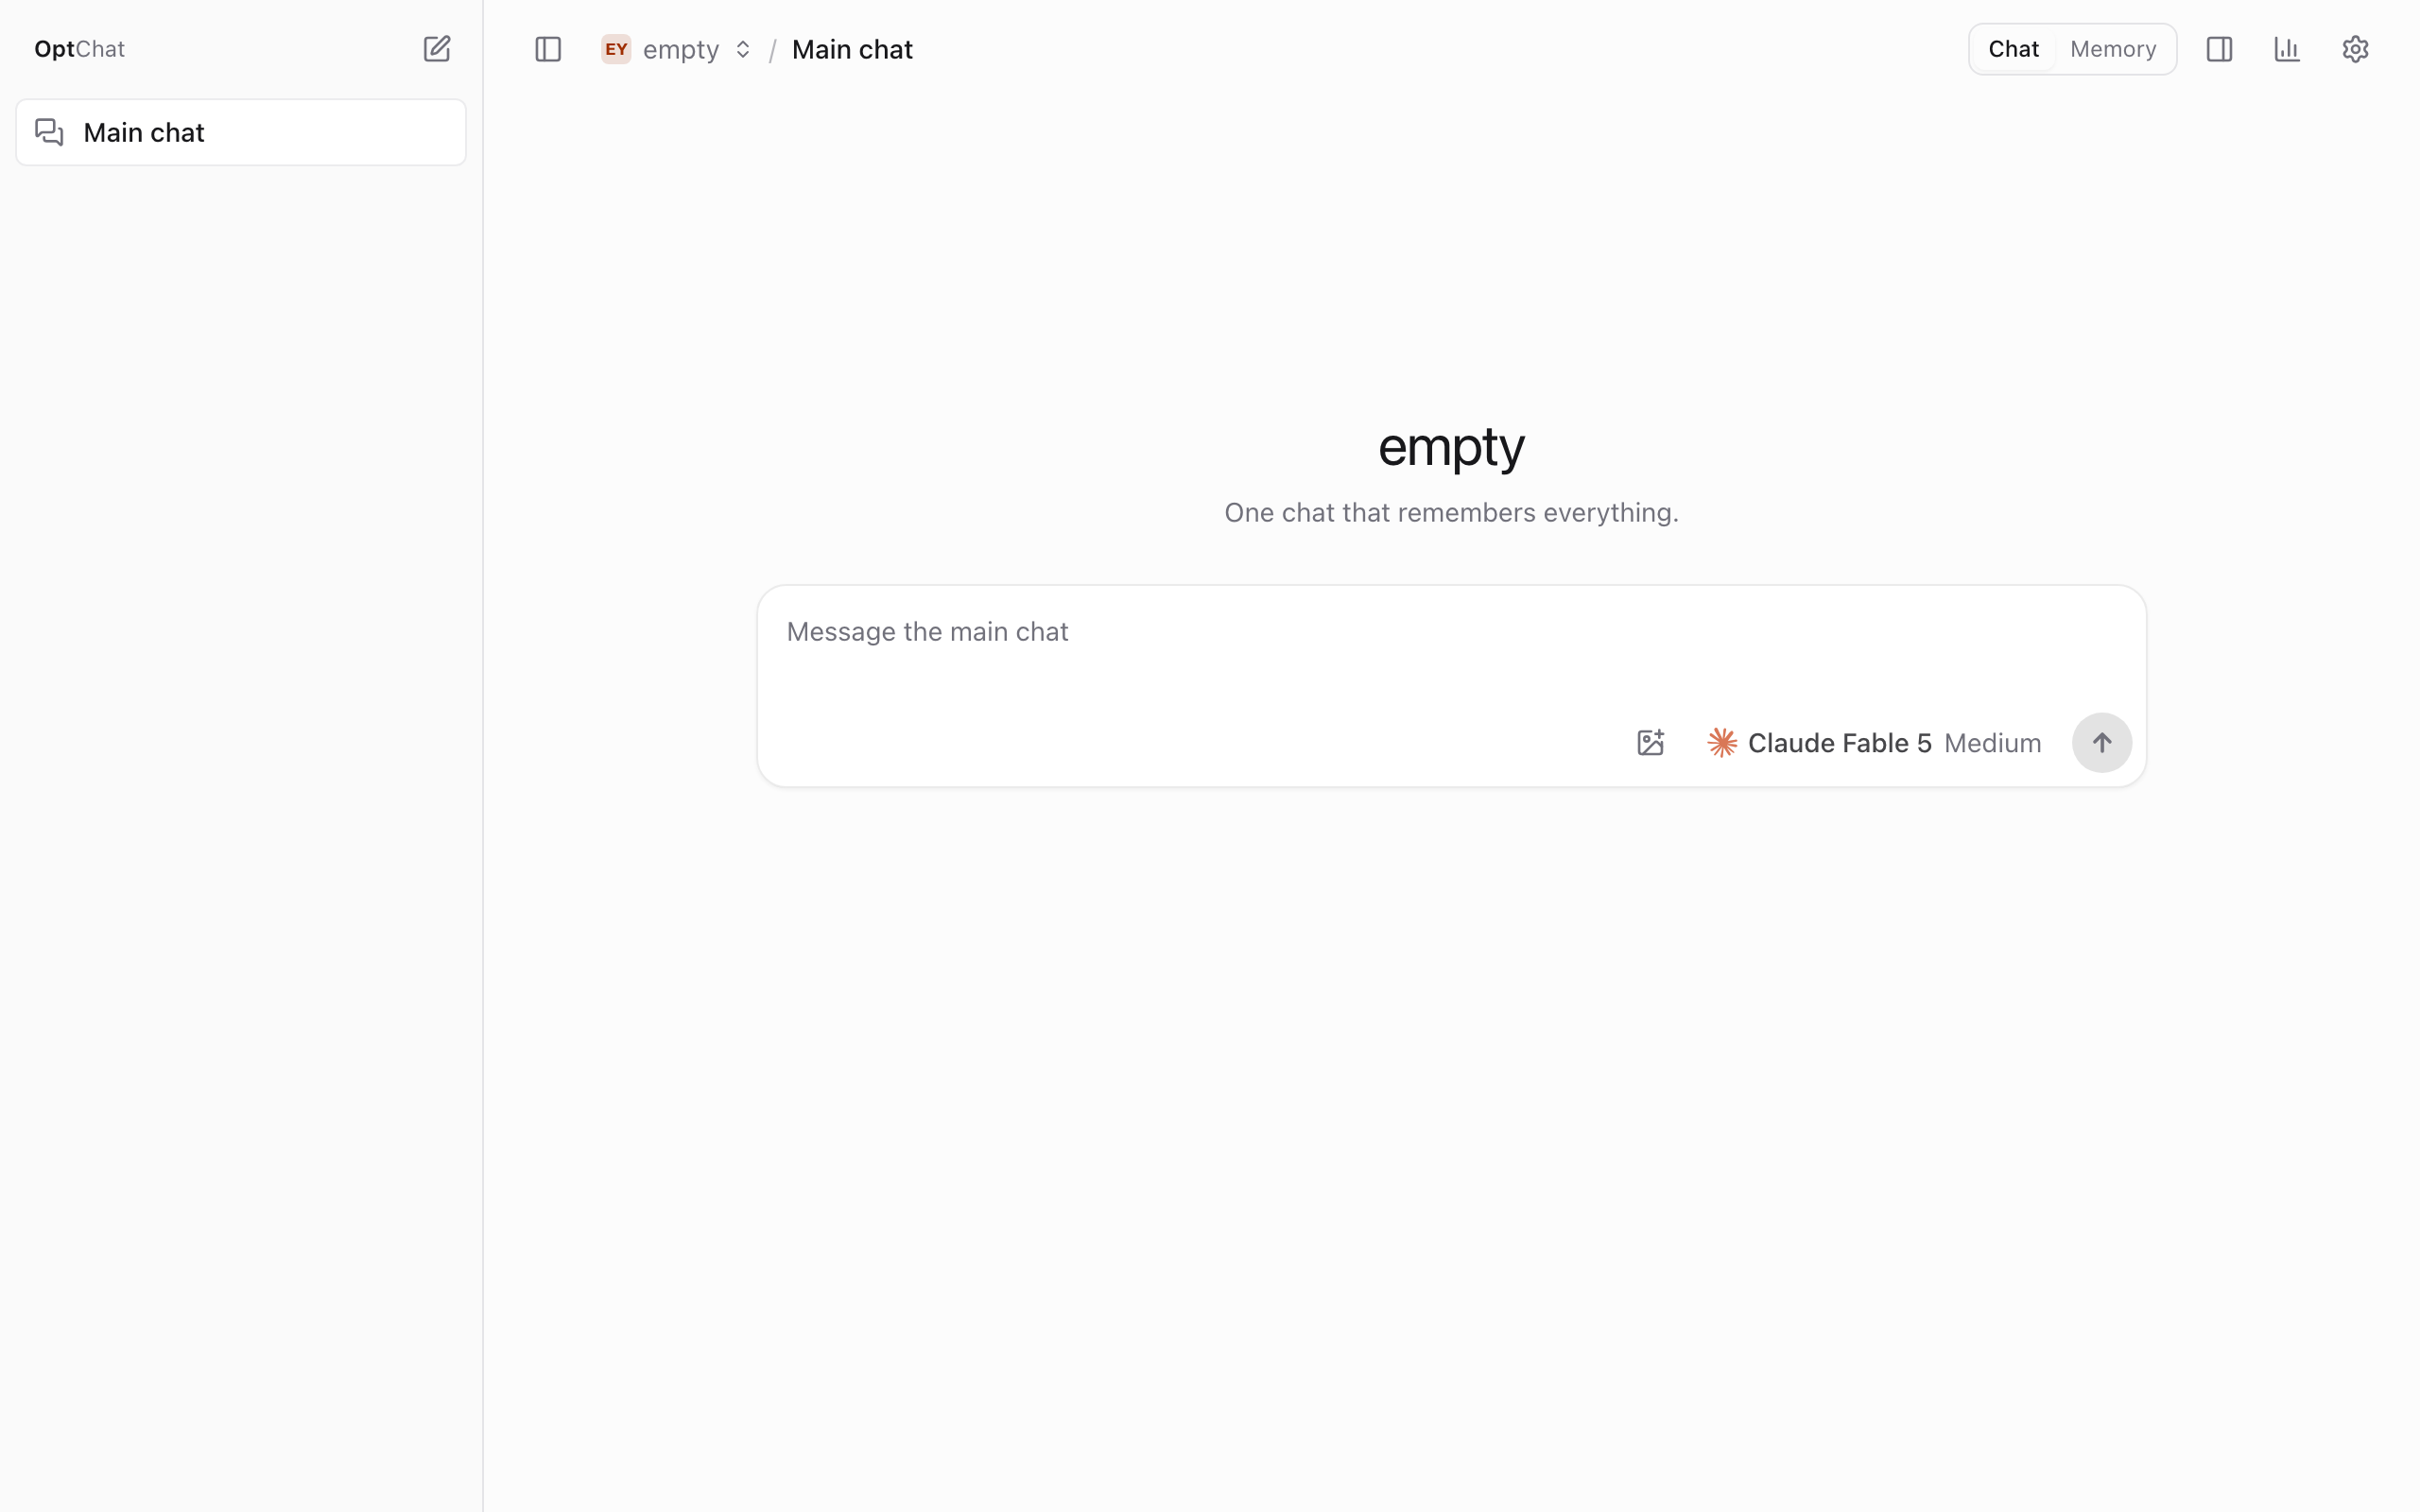 OptChat
EY empty / Main chat
Chat Memory
Main chat
empty
One chat that remembers everything.
Message the main chat
Claude Fable 5 Medium